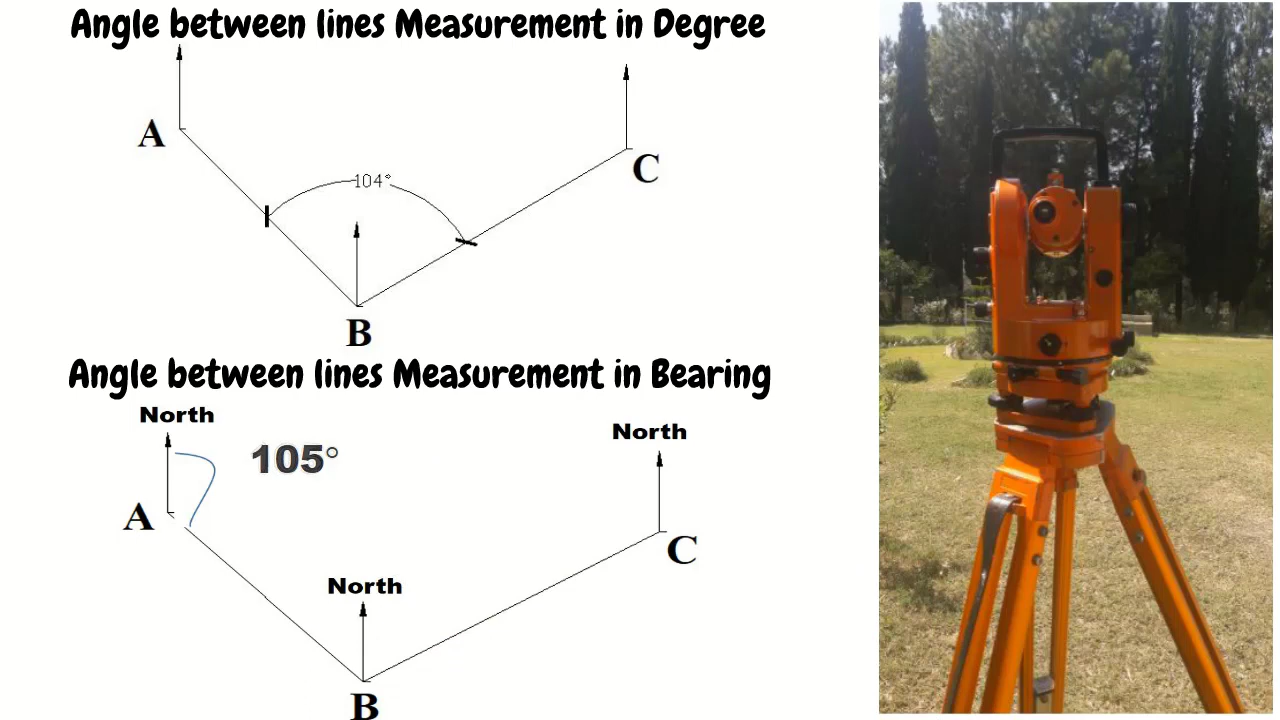 Angle between lines Measurement in Degree
A
C
104°
B
Angle between lines Measurement in Bearing
North
North
105°
A
C
North
B